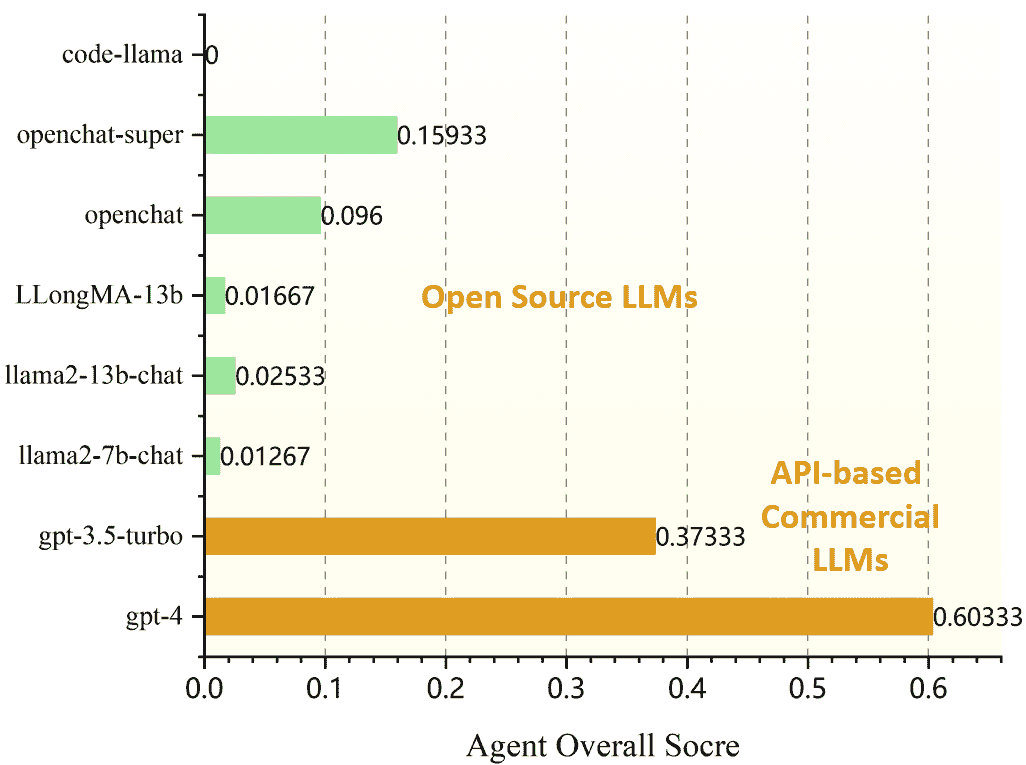 code-llama
0
openchat-super
0.15933
openchat
0.096
LLongMA-13b
0.01667
Open Source LLMs
llama2-13b-chat
0.02533
llama2-7b-chat
0.01267
API-based
Commercial
LLMs
gpt-3.5-turbo
0.37333
gpt-4
0.60333
0.0 0.1 0.2 0.3 0.4 0.5 0.6
Agent Overall Socre